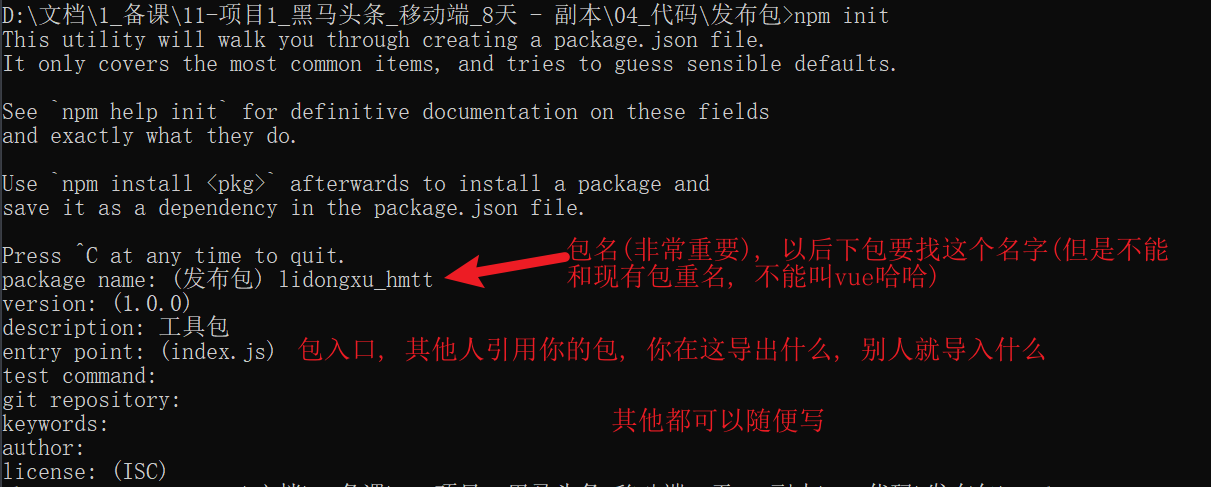 D:\文档\1_备课\11-项目1_黑马头条_移动端_8天 - 副本\04_代码\发布包>npm init
This utility will walk you through creating a package.json file.
It only covers the most common items, and tries to guess sensible defaults.
See `npm help init` for definitive documentation on these fields
and exactly what they do.
Use `npm install <pkg>` afterwards to install a package and
save it as a dependency in the package.json file.
Press ^C at any time to quit.
包名(非常重要), 以后下包要找这个名字(但是不能
和现有包重名, 不能叫vue哈哈)
package name: (发布包) lidongxu_hmtt
version: (1.0.0)
description: 工具包
entry point: (index.js) 包入口, 其他人引用你的包, 你在这导出什么, 别人就导入什么
test command:
git repository:
其他都可以随便写
keywords:
author:
license: (ISC)